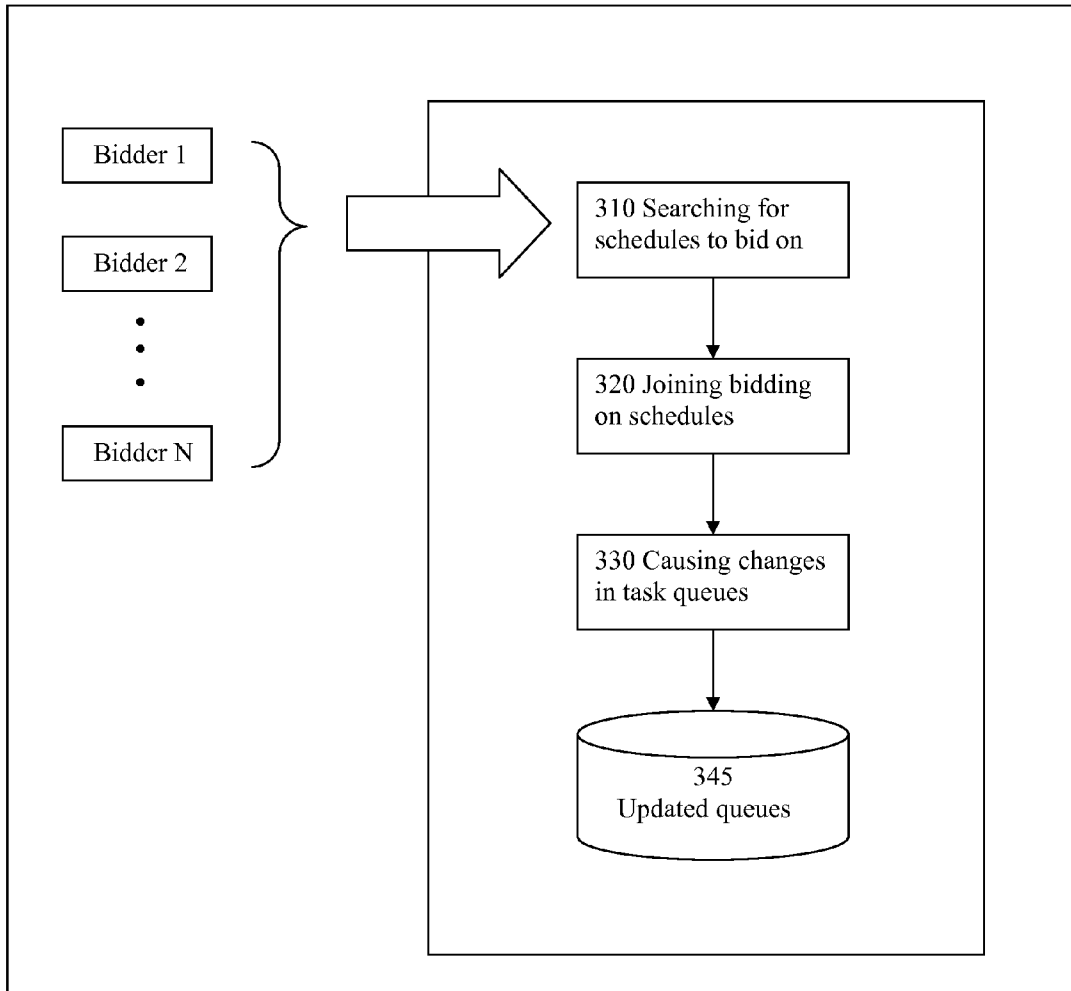 Bidder 1
Bidder 2
Bidder N
310 Searching for
schedules to bid on
320 Joining bidding
on schedules
330 Causing changes
in task queues
345
Updated queues